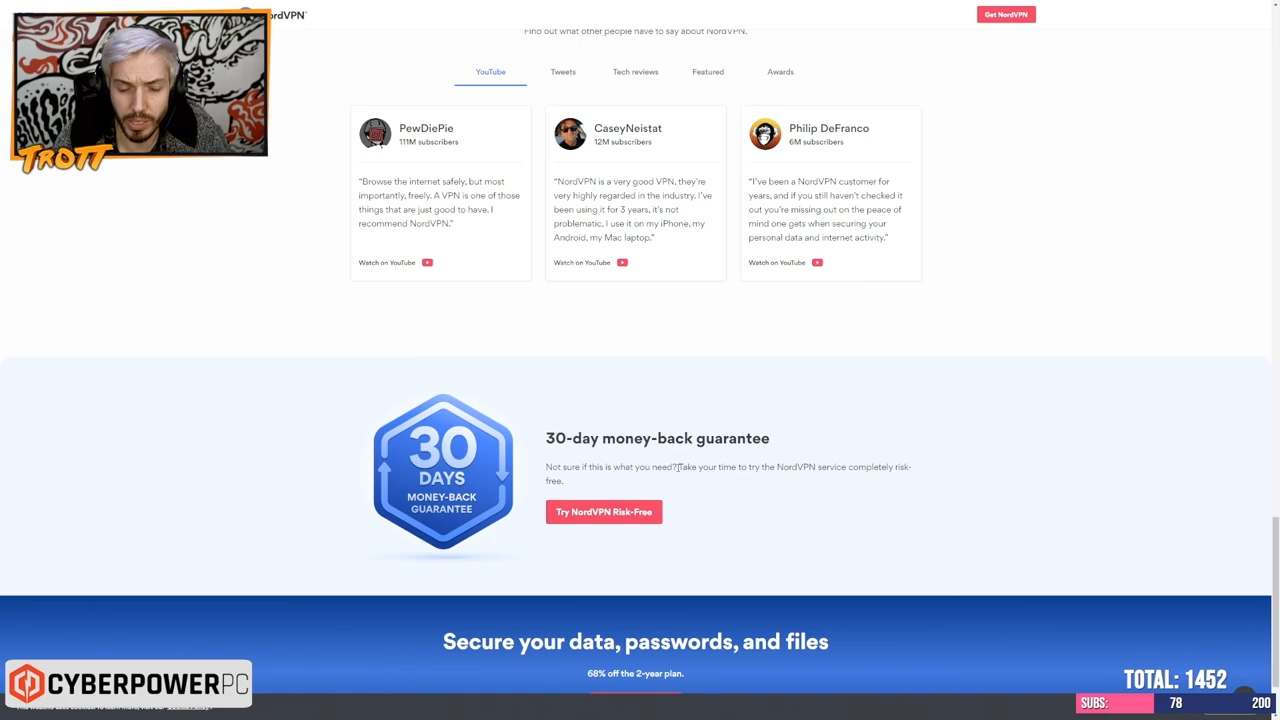 NordVPN®
Get NordVPN
Find out what other people have to say about NordVPN.
YouTube
Tweets
Tech reviews
Featured
Awards
PewDiePie
111M subscribers
"Browse the internet safely, but most
importantly, freely. A VPN is one of those
things that are just good to have. I
recommend NordVPN."
Watch on YouTube
CaseyNeistat
12M subscribers
"NordVPN is a very good VPN, they're
very highly regarded in the industry. I've
been using it for 3 years, it's not
problematic, I use it on my iPhone, my
Android, my Mac laptop."
Watch on YouTube
Philip DeFranco
6M subscribers
"I've been a NordVPN customer for
years, and if you still haven't checked it
out you're missing out on the peace of
mind one gets when securing your
personal data and internet activity."
Watch on YouTube
TROTT
30
DAYS
MONEY-BACK
GUARANTEE
30-day money-back guarantee
Not sure if this is what you need? Take your time to try the NordVPN service completely risk-
free.
Try NordVPN Risk-Free
Secure your data, passwords, and files
68% off the 2-year plan.
CYBERPOWERPC
TOTAL: 1452
SUBS: 78 200